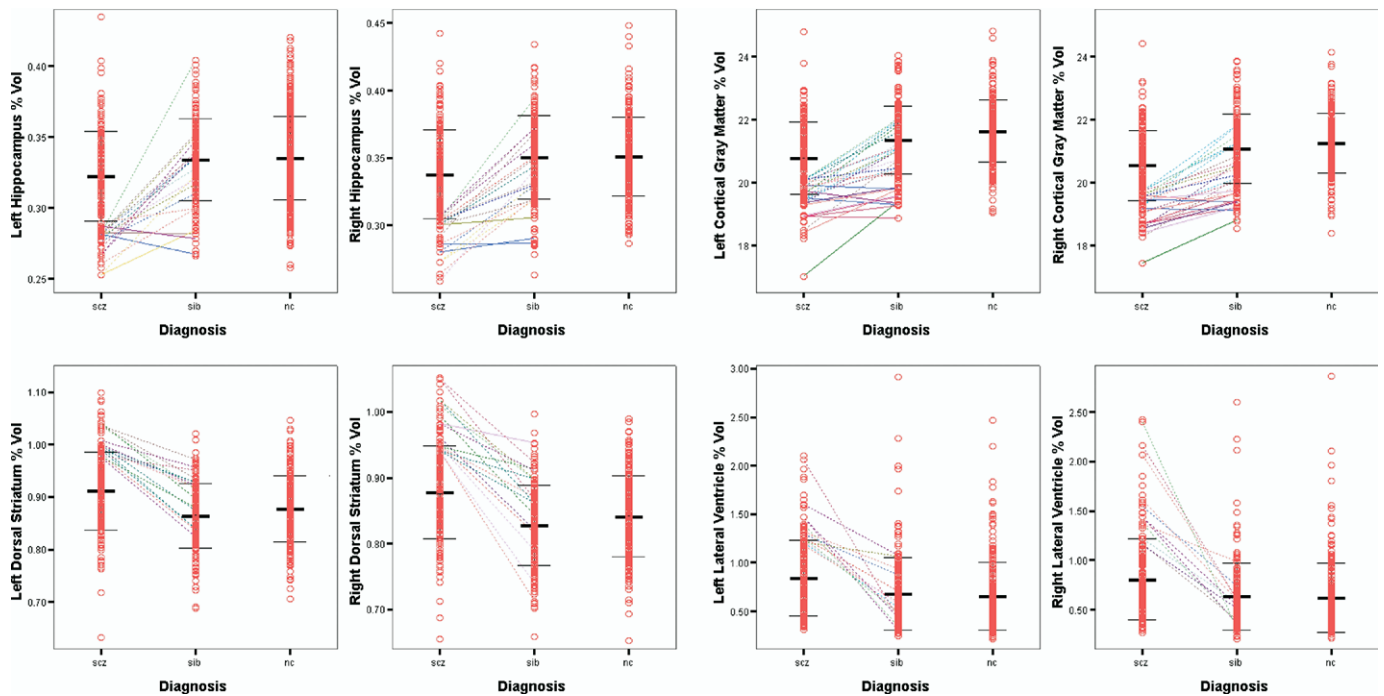 Left Hippocampus % Vol
0.40
0.35
0.30
0.25
scz sib nc
Diagnosis
Right Hippocampus % Vol
0.45
0.40
0.35
0.30
scz sib nc
Diagnosis
Left Cortical Gray Matter % Vol
24
22
20
18
scz sib nc
Diagnosis
Right Cortical Gray Matter % Vol
24
22
20
18
scz sib nc
Diagnosis
Left Dorsal Striatum % Vol
1.10
1.00
0.90
0.80
0.70
scz sib nc
Diagnosis
Right Dorsal Striatum % Vol
1.00
0.90
0.80
0.70
scz sib nc
Diagnosis
Left Lateral Ventricle % Vol
3.00
2.50
2.00
1.50
1.00
0.50
scz sib nc
Diagnosis
Right Lateral Ventricle % Vol
2.50
2.00
1.50
1.00
0.50
scz sib nc
Diagnosis